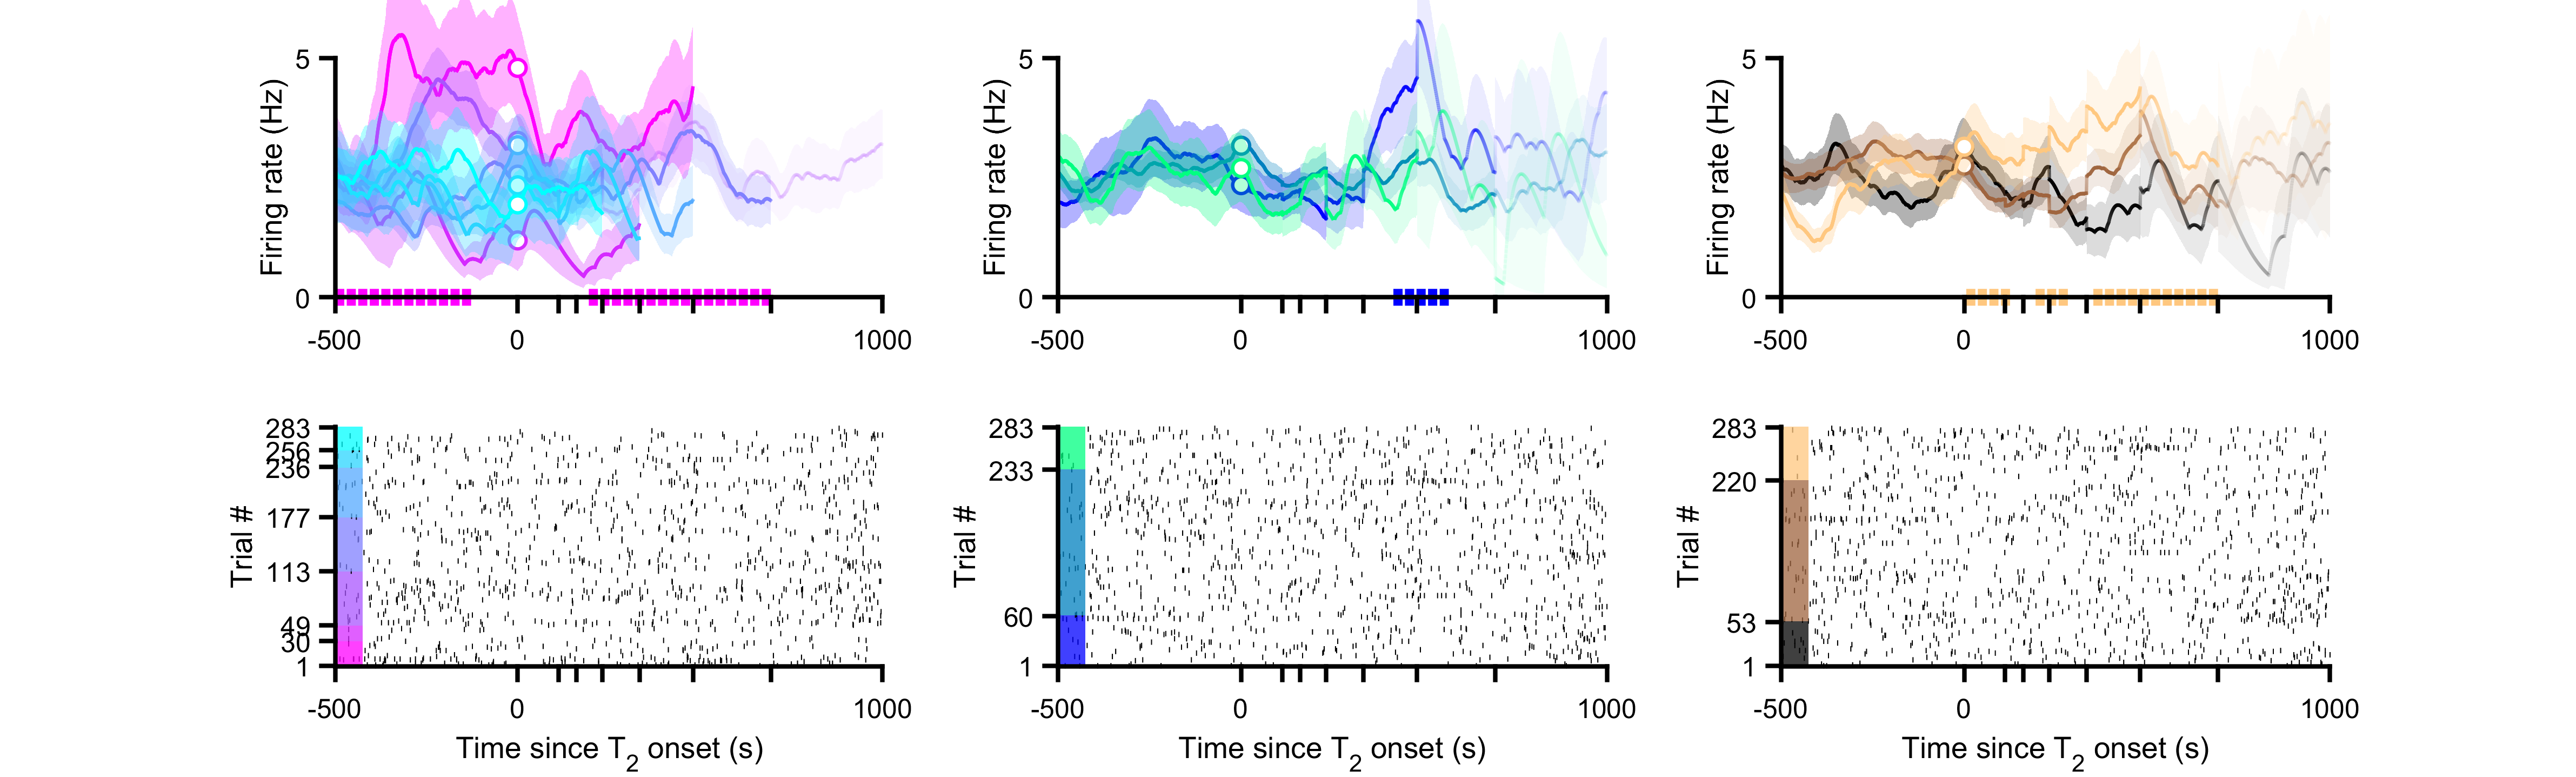 5
Firing rate (Hz)
0
-500 0 1000
5
Firing rate (Hz)
0
-500 0 1000
5
Firing rate (Hz)
0
-500 0 1000
283
256
236
177
113
49
30
1
Trial #
-500 0 1000
Time since T2 onset (s)
283
233
60
1
Trial #
-500 0 1000
Time since T2 onset (s)
283
220
53
1
Trial #
-500 0 1000
Time since T2 onset (s)